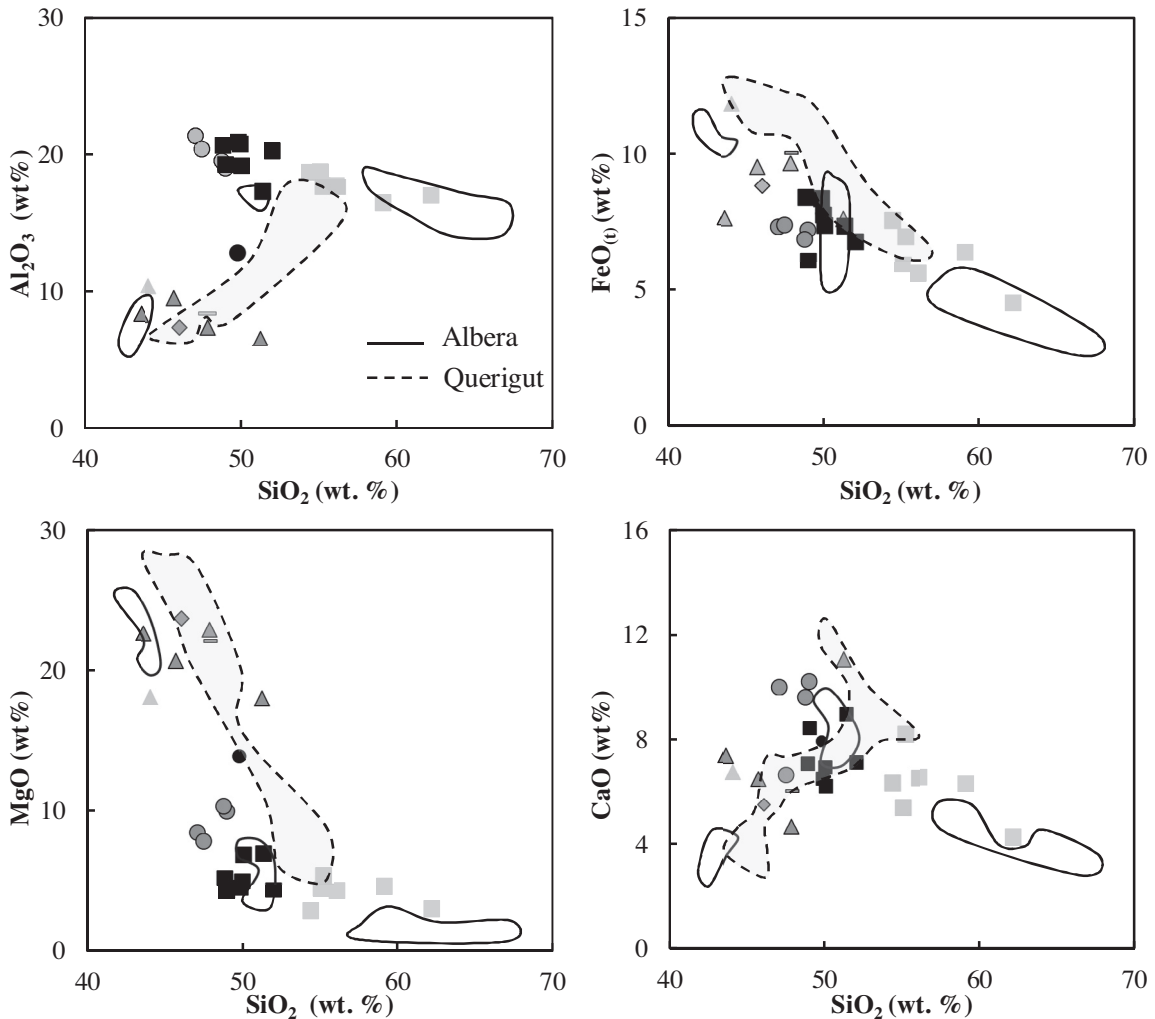 30
20
10
0
Al₂O₃ (wt%)
Albera
Querigut
40 50 60 70
SiO₂ (wt. %)
15
10
5
0
FeO₍ₜ₎ (wt%)
40 50 60 70
SiO₂ (wt. %)
30
20
10
0
MgO (wt%)
40 50 60 70
SiO₂ (wt. %)
16
12
8
4
0
CaO (wt%)
40 50 60 70
SiO₂ (wt. %)